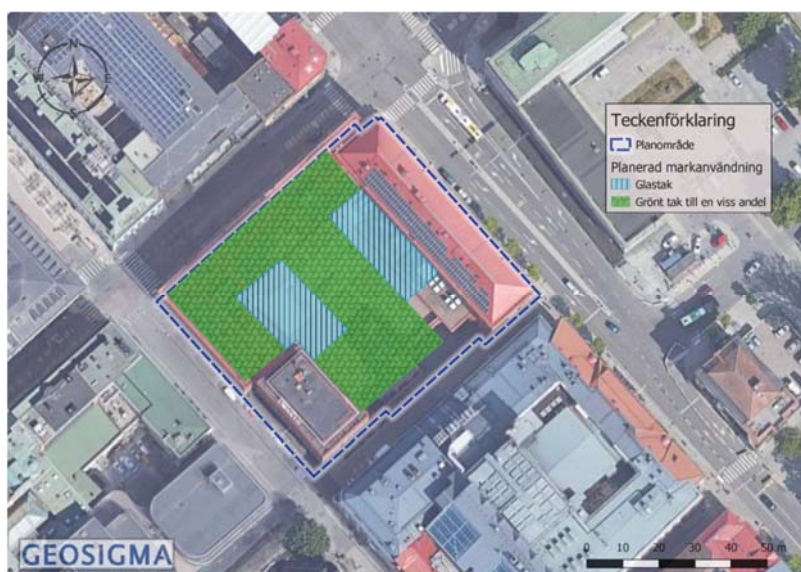 N
W E
S
Teckenförklaring
Planområde
Planerad markanvändning
Glastak
Grönt tak till en viss andel
GEOSIGMA
0 10 20 30 40 50 m